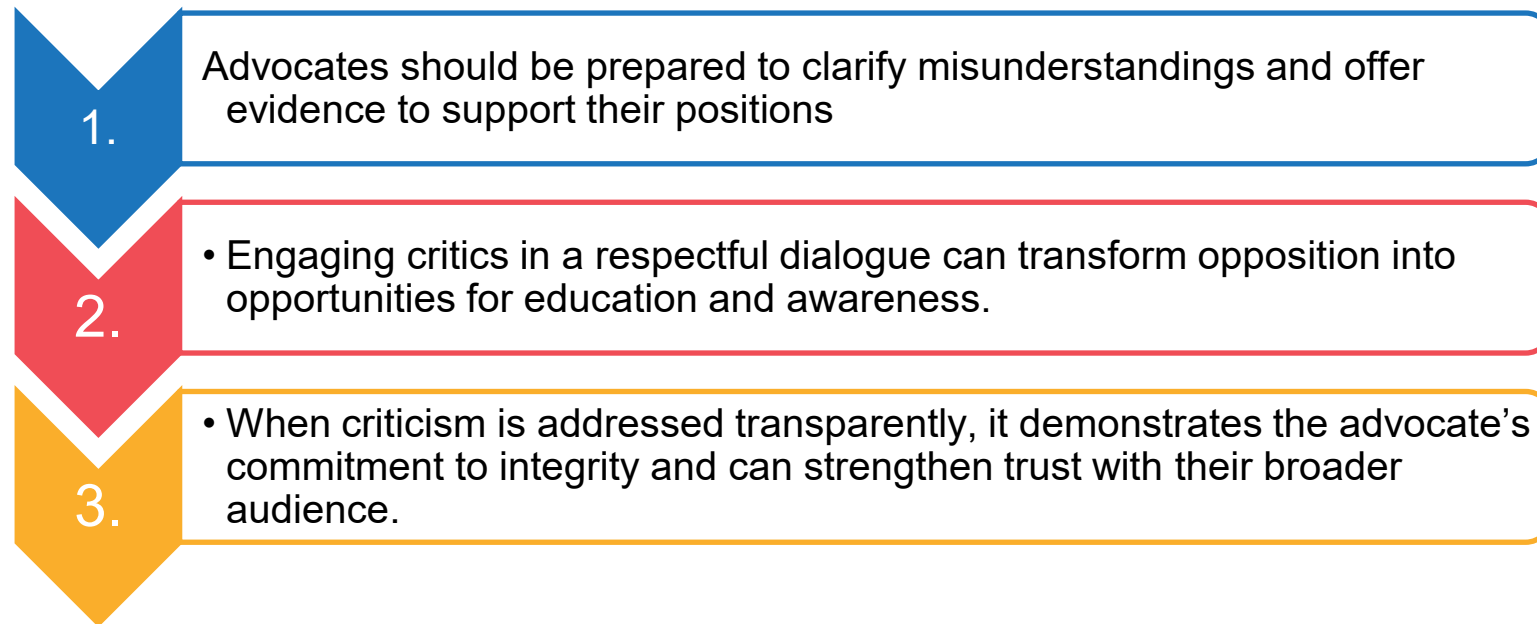 1.
Advocates should be prepared to clarify misunderstandings and offer
evidence to support their positions
2.
• Engaging critics in a respectful dialogue can transform opposition into
opportunities for education and awareness.
3.
• When criticism is addressed transparently, it demonstrates the advocate’s
commitment to integrity and can strengthen trust with their broader
audience.